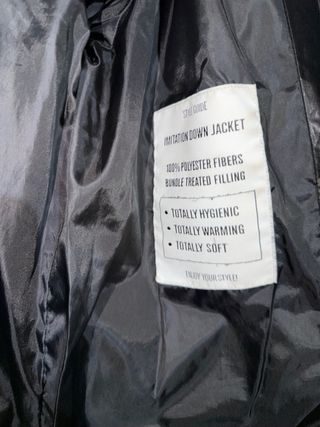 STYLE GUIDE
IMITATION DOWN JACKET
100% POLYESTER FIBERS
BUNDLE TREATED FILLING
• TOTALLY HYGIENIC
• TOTALLY WARMING
• TOTALLY SOFT
ENJOY YOUR STYLE!